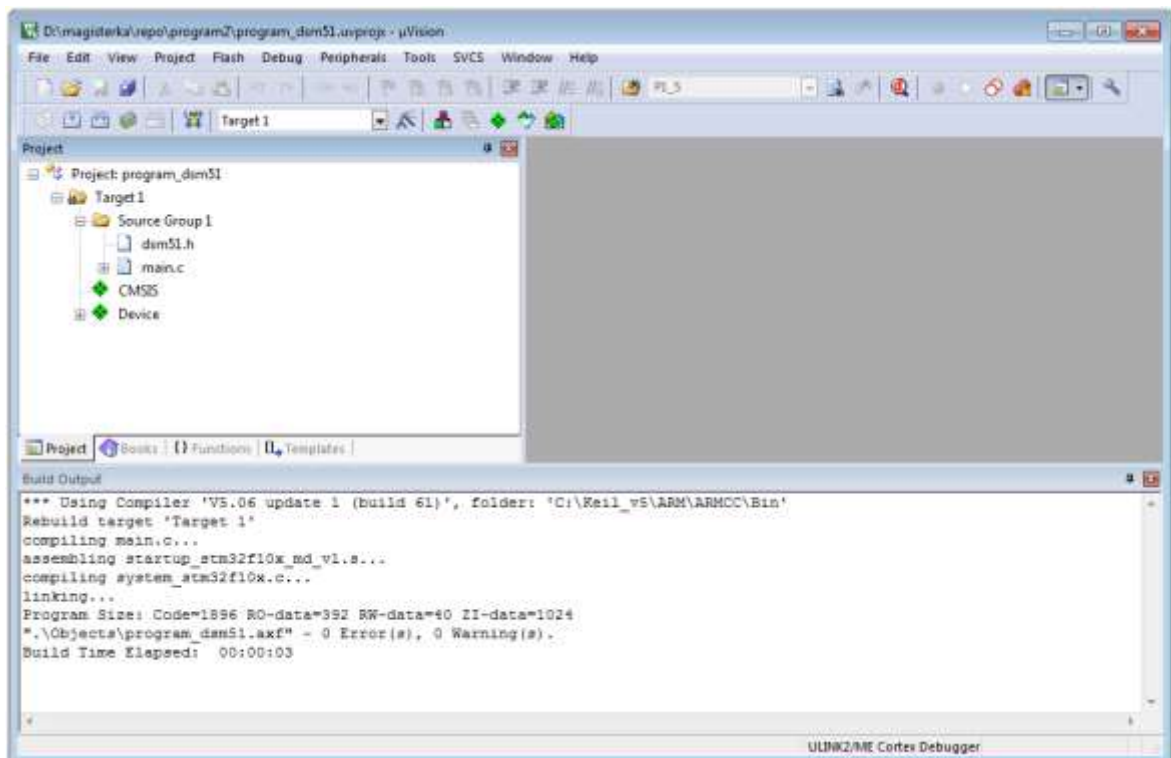 D:\magisterka\repo\program2\program_dsm51.uvprojx - µVision
File Edit View Project Flash Debug Peripherals Tools SVCS Window Help
P1_5
Target 1
Project
Project: program_dsm51
Target 1
Source Group 1
dsm51.h
main.c
CMSIS
Device
Project Books {} Functions Templates
Build Output
*** Using Compiler 'V5.06 update 1 (build 61)', folder: 'C:\Keil_v5\ARM\ARMCC\Bin'
Rebuild target 'Target 1'
compiling main.c...
assembling startup_stm32f10x_md_vl.s...
compiling system_stm32f10x.c...
linking...
Program Size: Code=1896 RO-data=392 RW-data=40 ZI-data=1024
".\Objects\program_dsm51.axf" - 0 Error(s), 0 Warning(s).
Build Time Elapsed:  00:00:03
ULINK2/ME Cortex Debugger